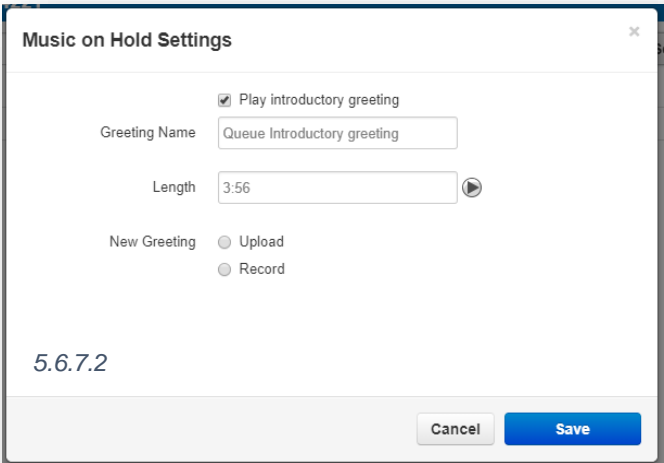 Music on Hold Settings
×
Play introductory greeting
Greeting Name Queue Introductory greeting
Length 3:56
New Greeting Upload
Record
5.6.7.2
Cancel Save